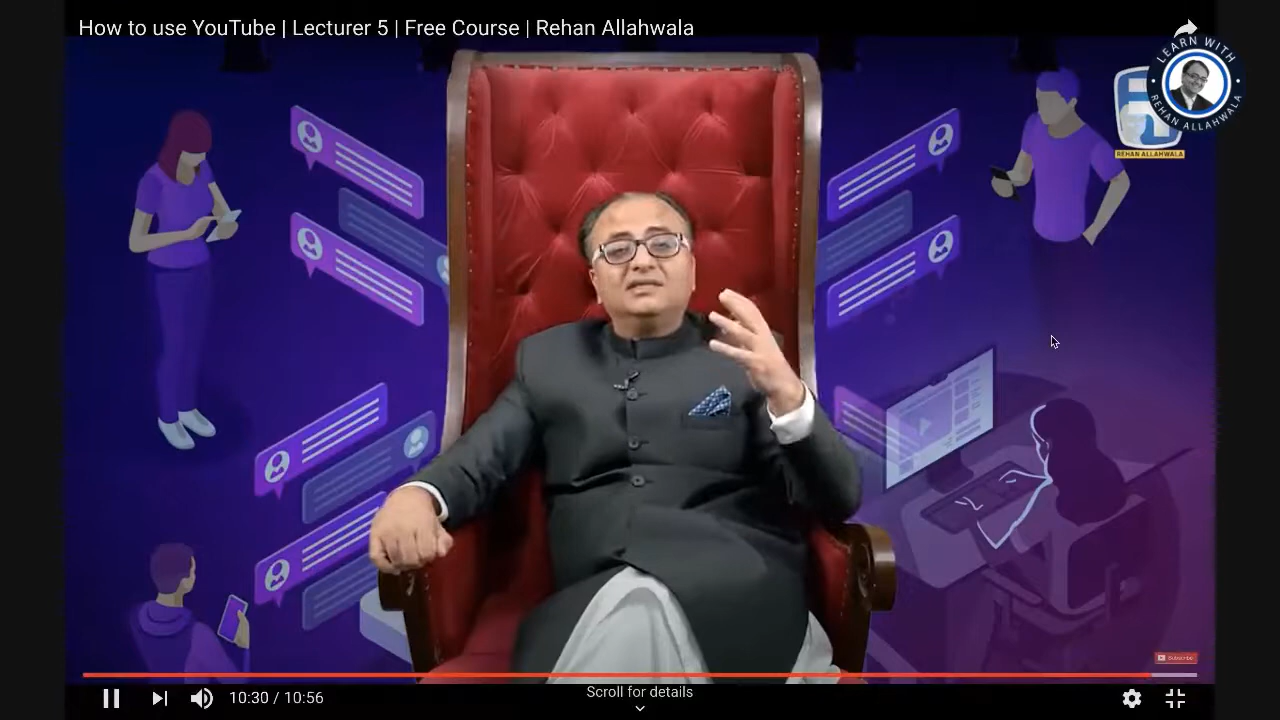 How to use YouTube | Lecturer 5 | Free Course | Rehan Allahwala
LEARN WITH
REHAN ALLAHWALA
REHAN ALLAHWALA
Subscribe
10:30 / 10:56
Scroll for details